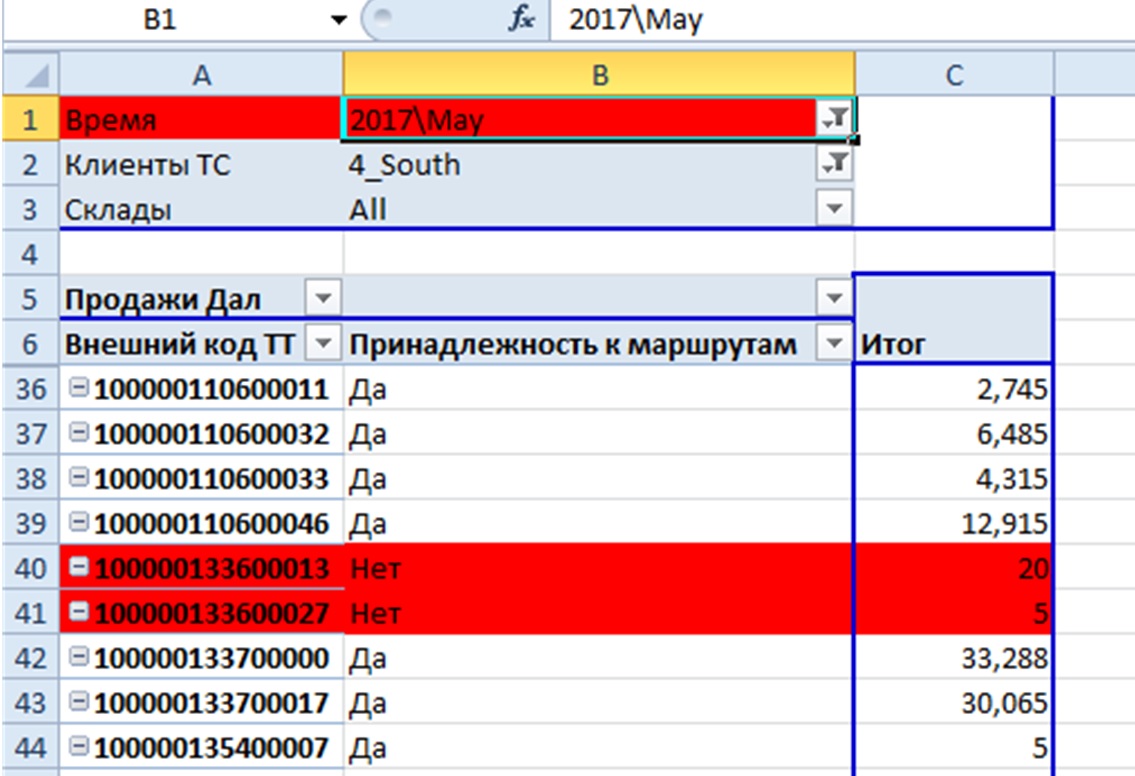 B1 fx 2017\May
A B C
1 Время 2017\May
2 Клиенты ТС 4_South
3 Склады All
4
5 Продажи Дал
6 Внешний код ТТ Принадлежность к маршрутам Итог
36 100000110600011 Да 2,745
37 100000110600032 Да 6,485
38 100000110600033 Да 4,315
39 100000110600046 Да 12,915
40 100000133600013 Нет 20
41 100000133600027 Нет 5
42 100000133700000 Да 33,288
43 100000133700017 Да 30,065
44 100000135400007 Да 5